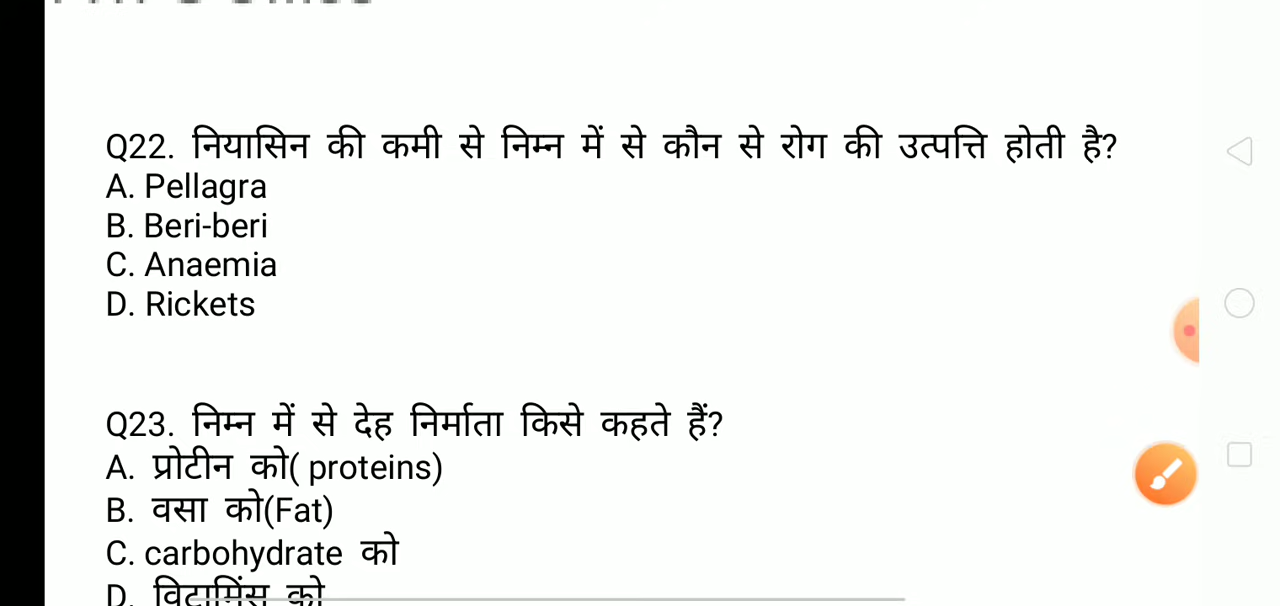 Q22. नियासिन की कमी से निम्न में से कौन से रोग की उत्पत्ति होती है?
A. Pellagra
B. Beri-beri
C. Anaemia
D. Rickets
Q23. निम्न में से देह निर्माता किसे कहते हैं?
A. प्रोटीन को( proteins)
B. वसा को(Fat)
C. carbohydrate को
D. विटामिंस को